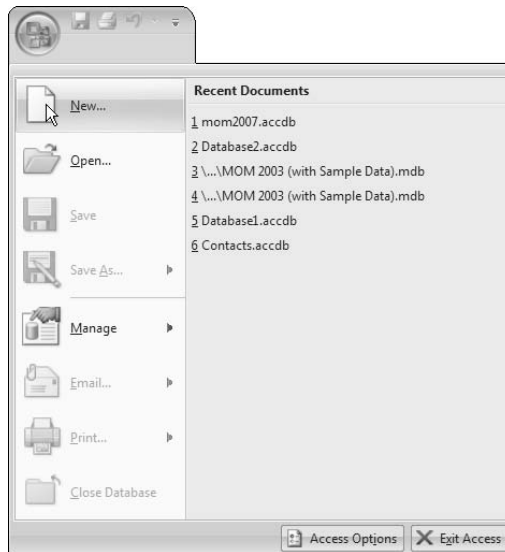 New...
Open...
Save
Save As...
Manage
Email...
Print...
Close Database
Recent Documents
1 mom2007.accdb
2 Database2.accdb
3 \...\MOM 2003 (with Sample Data).mdb
4 \...\MOM 2003 (with Sample Data).mdb
5 Database1.accdb
6 Contacts.accdb
Access Options
Exit Access